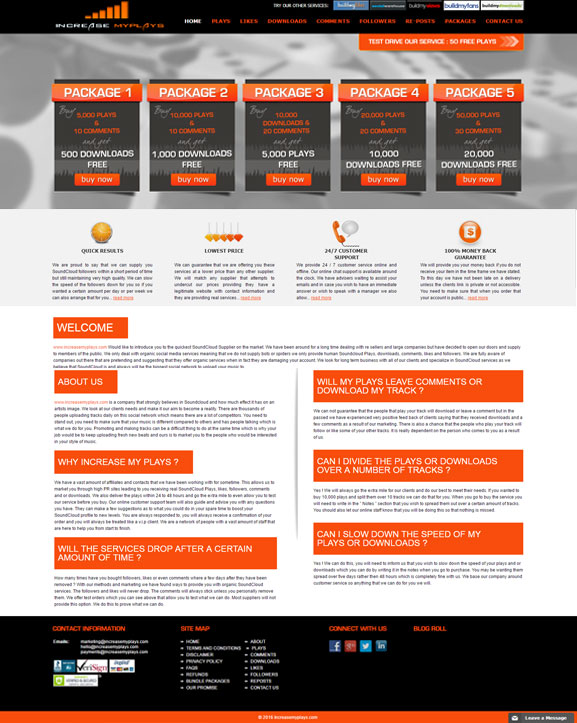 INCREASE MYPLAYS
TRY OUR OTHER SERVICES:
buildmyviews
buildmyfans
HOME PLAYS LIKES DOWNLOADS COMMENTS FOLLOWERS RE-POSTS PACKAGES CONTACT US
TEST DRIVE OUR SERVICE : 50 FREE PLAYS
PACKAGE 1
Buy!
5,000 PLAYS
&
10 COMMENTS
and get
500 DOWNLOADS
FREE
buy now
PACKAGE 2
Buy!
10,000 PLAYS
&
10 COMMENTS
and get
1,000 DOWNLOADS
FREE
buy now
PACKAGE 3
Buy!
10,000
DOWNLOADS &
20 COMMENTS
and get
5,000 PLAYS
FREE
buy now
PACKAGE 4
Buy!
20,000 PLAYS
&
20 COMMENTS
and get
10,000
DOWNLOADS FREE
buy now
PACKAGE 5
Buy!
50,000 PLAYS
&
30 COMMENTS
and get
20,000
DOWNLOADS FREE
buy now
QUICK RESULTS
We are proud to say that we can supply you
SoundCloud followers within a short period of time
but still maintaining very high quality. We can slow
the speed of the followers down for you so if you
wanted a certain amount per day or per week we
can also arrange that for you... read more
LOWEST PRICE
We can guarantee that we are offering you these
services at a lower price than any other supplier.
We will match any supplier that attempts to
undercut our prices providing they have a
legitimate website with contact information and
they are providing real services... read more
24/7 CUSTOMER
SUPPORT
We provide 24 / 7 customer service online and
offline. Our online chat support is available around
the clock. We have advisers waiting to assist your
emails and in case you wish to have an immediate
answer or wish to speak with a manager we also
allow... read more
100% MONEY BACK
GUARANTEE
We will provide you your money back if you do not
receive your item in the time frame we have stated.
To this day we have not been late on a delivery
unless the clients link is private or not accessible.
You need to make sure that when you order that
your account is public... read more
WELCOME
www.increasemyplays.com Would like to introduce you to the quickest SoundCloud Supplier on the market. We have been around for a long time dealing with re sellers and large companies but have decided to open our doors and supply
to members of the public. We only deal with organic social media services meaning that we do not supply bots or spiders we only provide human Soundcloud Plays, downloads, comments, likes and followers. We are fully aware of
companies out there that are pretending and suggesting that they offer organic services when in fact they are damaging your account. We look for long term business with all of our clients and specialize in SoundCloud services as we
believe that SoundCloud is and always will be the biggest social network to upload your music to.
ABOUT US
www.increasemyplays.com is a company that strongly believes in Soundcloud and how much effect it has on an
artists image. We look at our clients needs and make it our aim to become a reality. There are thousands of
people uploading tracks daily on this social network which means there are a lot of competitors. You need to
stand out, you need to make sure that your music is different compared to others and has people talking which is
what we do for you. Promoting and making tracks can be a difficult thing to do at the same time which is why your
job would be to keep uploading fresh new beats and ours is to market you to the people who would be interested
in your style of music.
WHY INCREASE MY PLAYS ?
We have a vast amount of affiliates and contacts that we have been working with for sometime. This allows us to
market you through high PR sites leading to you receiving real SoundCloud Plays, likes, followers, comments
and or downloads. We also deliver the plays within 24 to 48 hours and go the extra mile to even allow you to test
our service before you buy. Our online customer support team will also guide and advise you with any questions
you have. They can make a few suggestions as to what you could do in your spare time to boost your
SoundCloud profile to new levels. You are always responded to, you will always receive a confirmation of your
order and you will always be treated like a v.i.p client. We are a network of people with a vast amount of staff that
are here to help you from start to finish.
WILL THE SERVICES DROP AFTER A CERTAIN
AMOUNT OF TIME ?
How many times have you bought followers, likes or even comments where a few days after they have been
removed ? With our methods and marketing we have found ways to provide you with organic SoundCloud
services. The followers and likes will never drop. The comments will always stick unless you personally remove
them. We offer test orders which you can see above that allow you to test what we do. Most suppliers will not
provide this option. We do this to prove what we can do.
WILL MY PLAYS LEAVE COMMENTS OR
DOWNLOAD MY TRACK ?
We can not guarantee that the people that play your track will download or leave a comment but in the
passed we have experienced very positive feed back of clients saying that they received downloads and a
few comments as a result of our marketing. There is also a chance that the people who play your track will
follow or like some of your other tracks. It is really dependent on the person who comes to you as a result
of us.
CAN I DIVIDE THE PLAYS OR DOWNLOADS
OVER A NUMBER OF TRACKS ?
Yes ! We will always go the extra mile for our clients and do our best to meet their needs. If you wanted to
buy 10,000 plays and split them over 10 tracks we can do that for you. When you go to buy the service you
will need to write in the " Notes " section that you wish to spread them out over a certain amount of tracks.
You should also let our online staff know that you will be doing this so that nothing is missed.
CAN I SLOW DOWN THE SPEED OF MY
PLAYS OR DOWNLOADS ?
Yes ! We can do this, you will need to inform us that you wish to slow down the speed of your plays and or
downloads which you can do by writing it in the notes when you go to purchase. You may be wanting them
spread over five days rather then 48 hours which is completely fine with us. We base our company around
customer service so anything that we can do for you we will.
CONTACT INFORMATION
Emails: marketing@increasemyplays.com
hello@increasemyplays.com
payments@increasemyplays.com
VeriSign
PayPal
SITE MAP
HOME
TERMS AND CONDITIONS
DISCLAIMER
PRIVACY POLICY
FAQS
REFUNDS
BUNDLE PACKAGES
OUR PROMISE
ABOUT
PLAYS
COMMENTS
DOWNLOADS
LIKES
FOLLOWERS
REPOSTS
CONTACT US
CONNECT WITH US
BLOG ROLL
© 2016 increasemyplays.com
Leave a Message